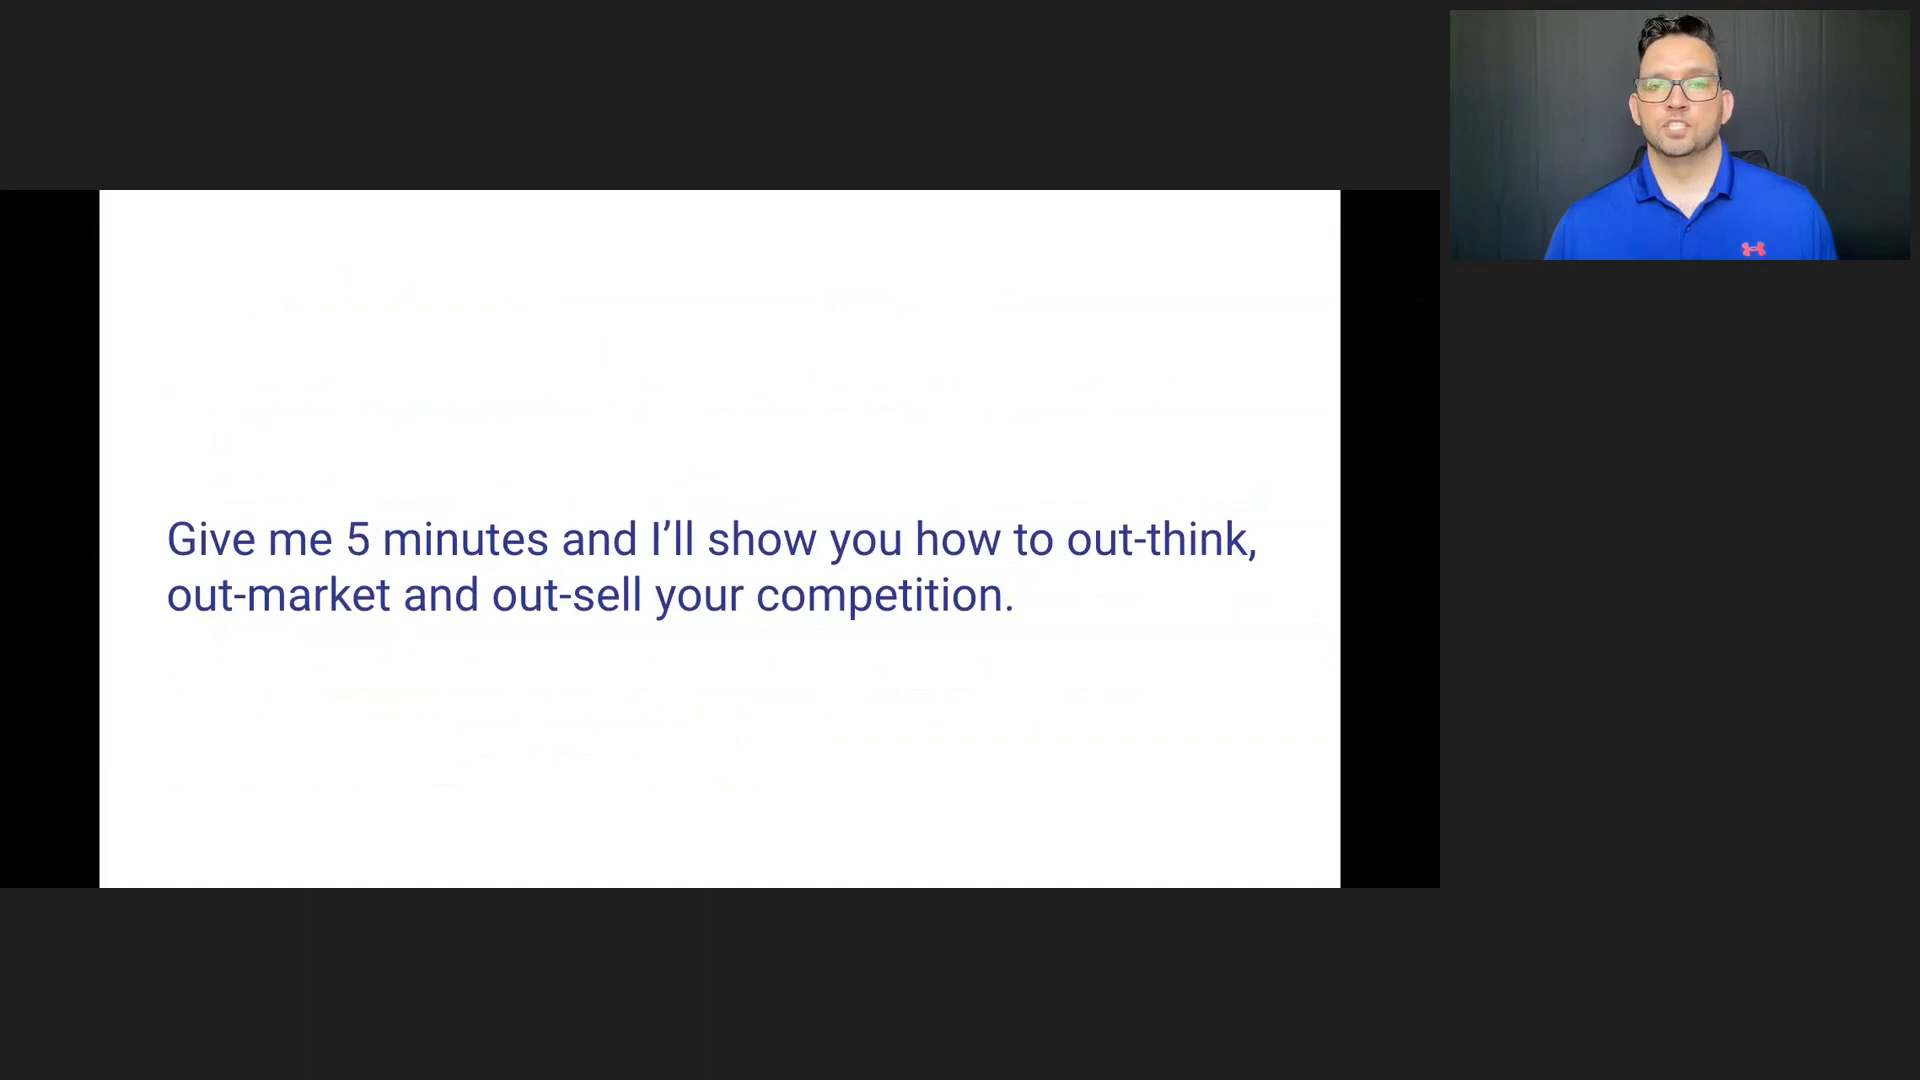 Give me 5 minutes and I’ll show you how to out-think,
out-market and out-sell your competition.